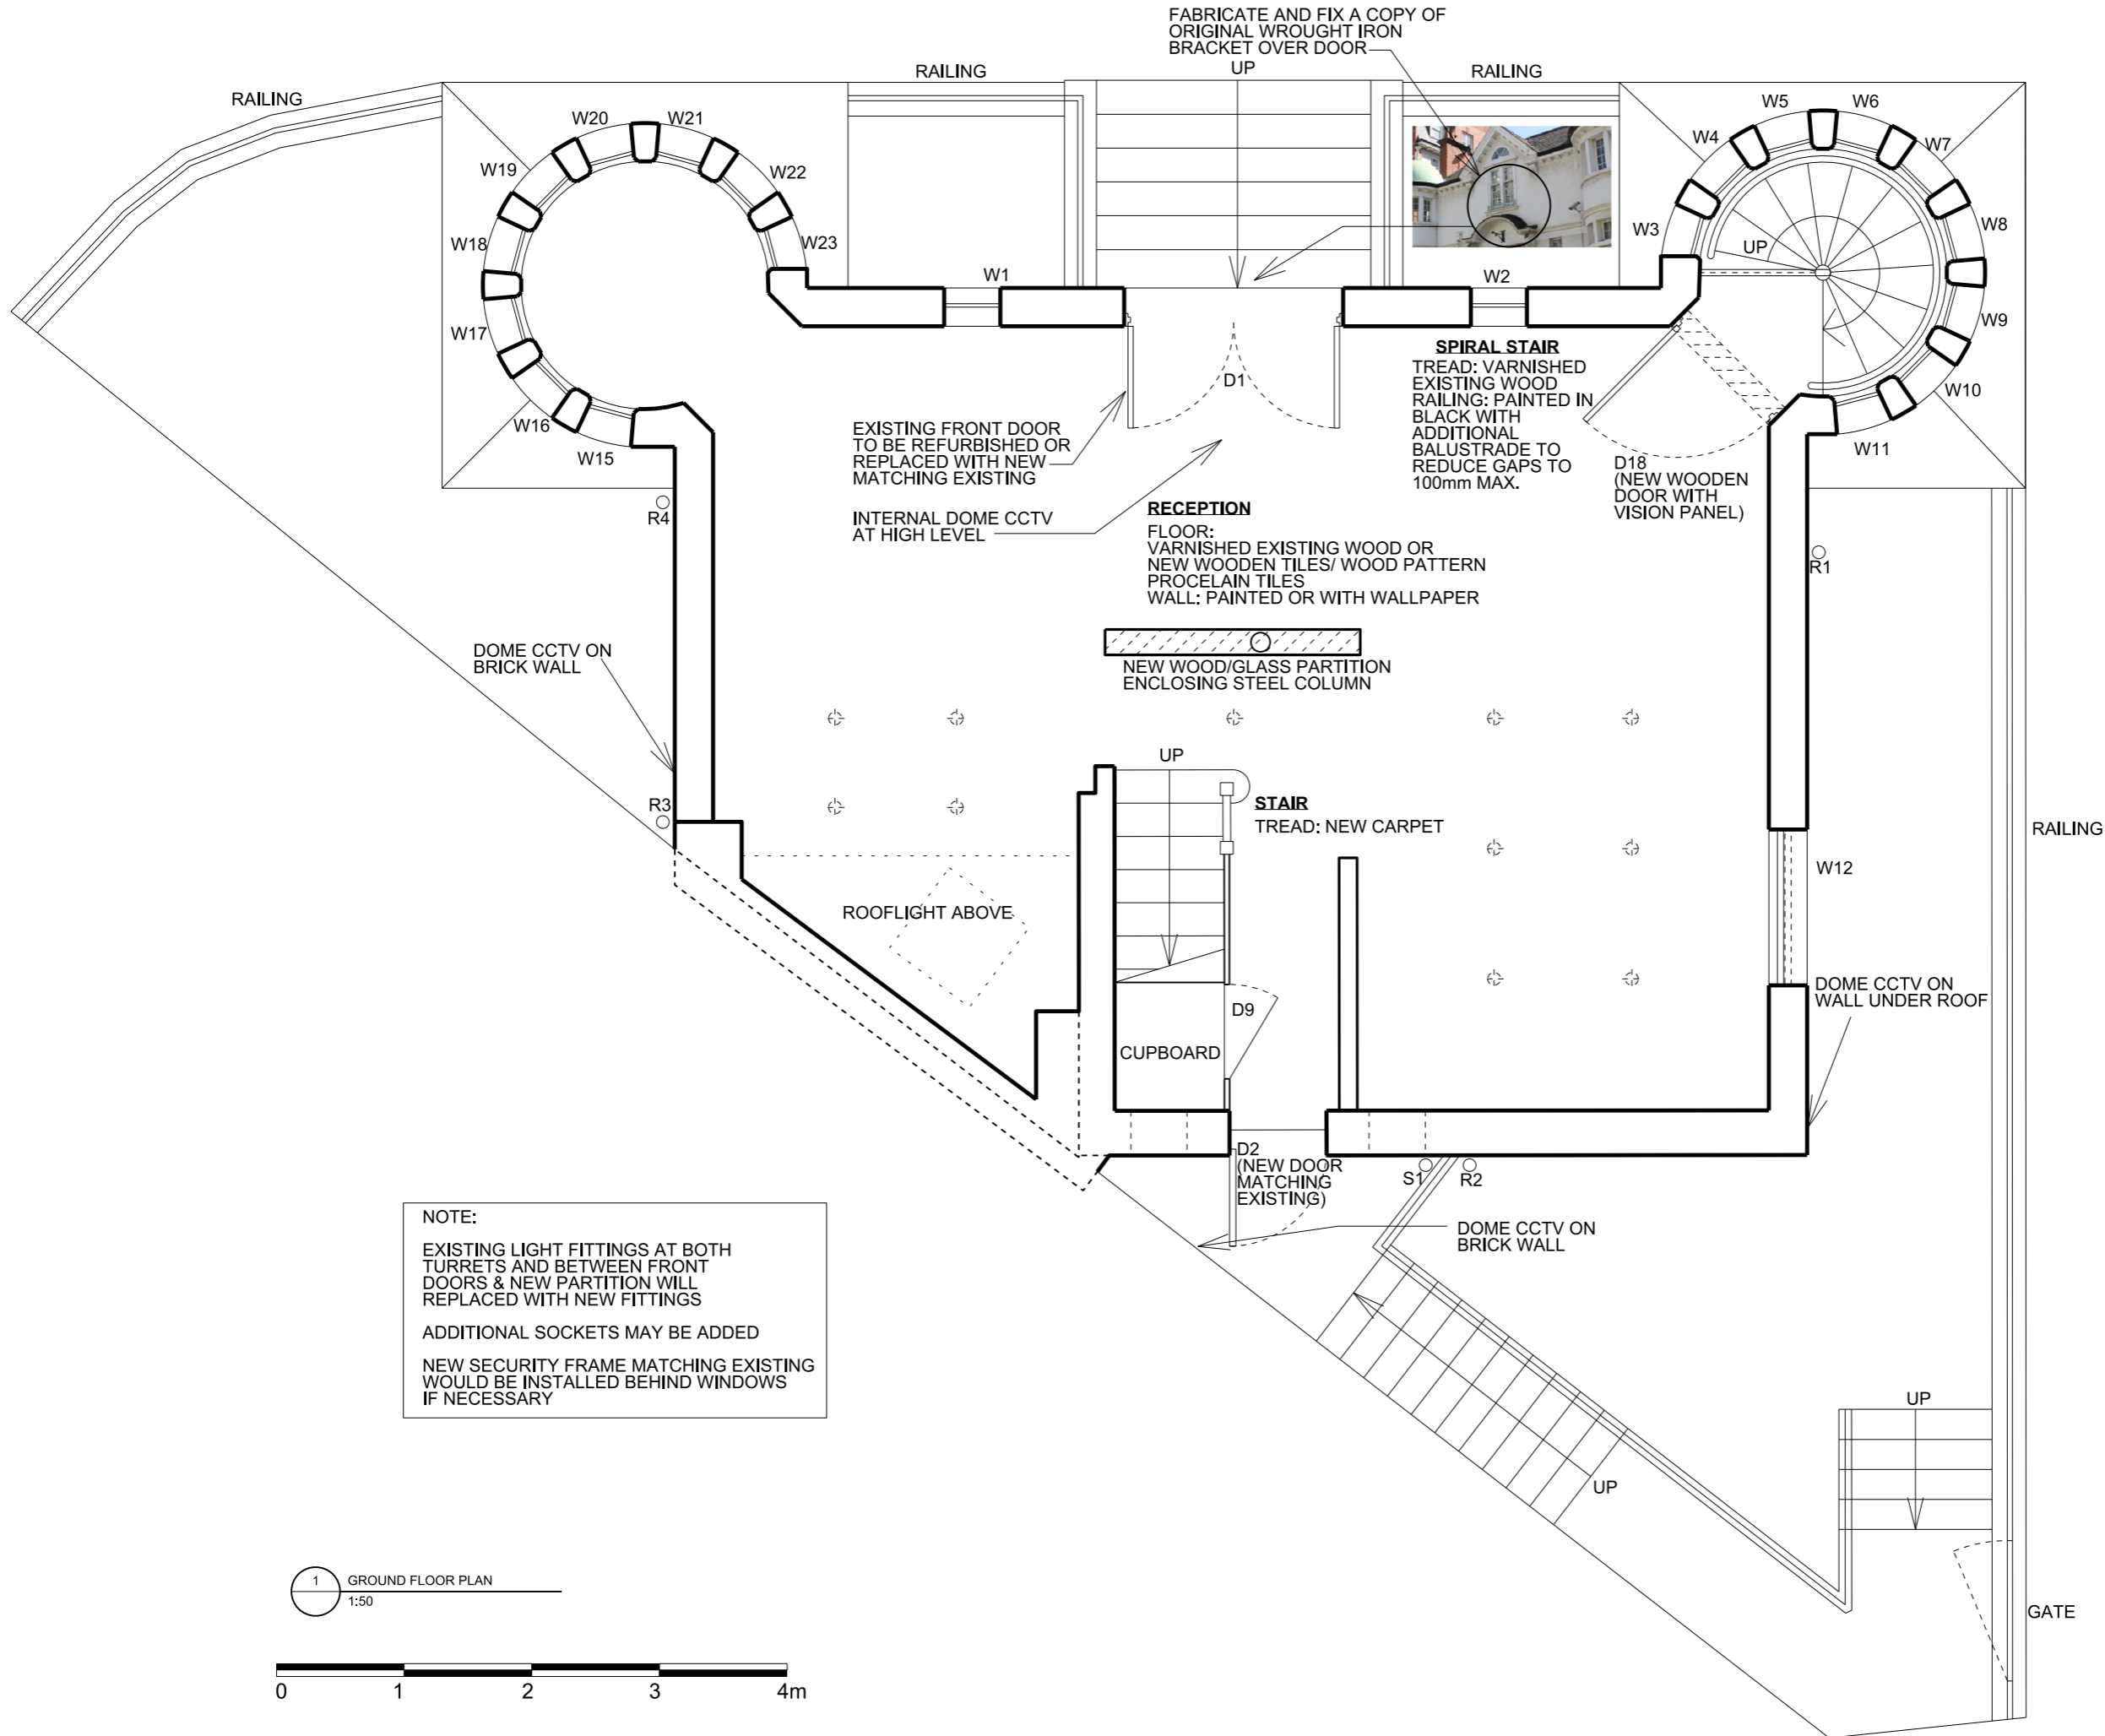 FABRICATE AND FIX A COPY OF
ORIGINAL WROUGHT IRON
BRACKET OVER DOOR
UP
RAILING
RAILING
RAILING
W20
W21
W19
W22
W18
W23
W17
W16
W15
W1
W2
W5
W6
W4
W7
W3
W8
UP
W9
W10
W11
D1
SPIRAL STAIR
TREAD: VARNISHED
EXISTING WOOD
RAILING: PAINTED IN
BLACK WITH
ADDITIONAL
BALUSTRADE TO
REDUCE GAPS TO
100mm MAX.
D18
(NEW WOODEN
DOOR WITH
VISION PANEL)
EXISTING FRONT DOOR
TO BE REFURBISHED OR
REPLACED WITH NEW
MATCHING EXISTING
INTERNAL DOME CCTV
AT HIGH LEVEL
RECEPTION
FLOOR:
VARNISHED EXISTING WOOD OR
NEW WOODEN TILES/ WOOD PATTERN
PROCELAIN TILES
WALL: PAINTED OR WITH WALLPAPER
R4
R1
DOME CCTV ON
BRICK WALL
NEW WOOD/GLASS PARTITION
ENCLOSING STEEL COLUMN
UP
R3
STAIR
TREAD: NEW CARPET
RAILING
W12
ROOFLIGHT ABOVE
D9
CUPBOARD
DOME CCTV ON
WALL UNDER ROOF
D2
(NEW DOOR
MATCHING
EXISTING)
S1
R2
DOME CCTV ON
BRICK WALL
NOTE:
EXISTING LIGHT FITTINGS AT BOTH
TURRETS AND BETWEEN FRONT
DOORS & NEW PARTITION WILL
REPLACED WITH NEW FITTINGS
ADDITIONAL SOCKETS MAY BE ADDED
NEW SECURITY FRAME MATCHING EXISTING
WOULD BE INSTALLED BEHIND WINDOWS
IF NECESSARY
UP
UP
GATE
1
GROUND FLOOR PLAN
1:50
0 1 2 3 4m